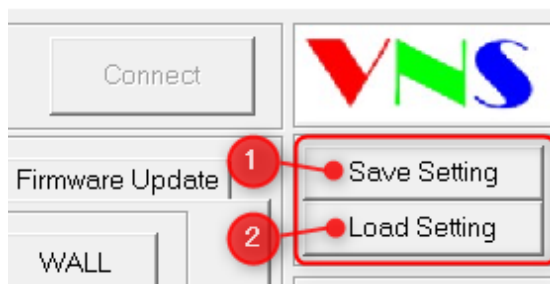 Connect
VNS
Firmware Update
1
Save Setting
2
Load Setting
WALL